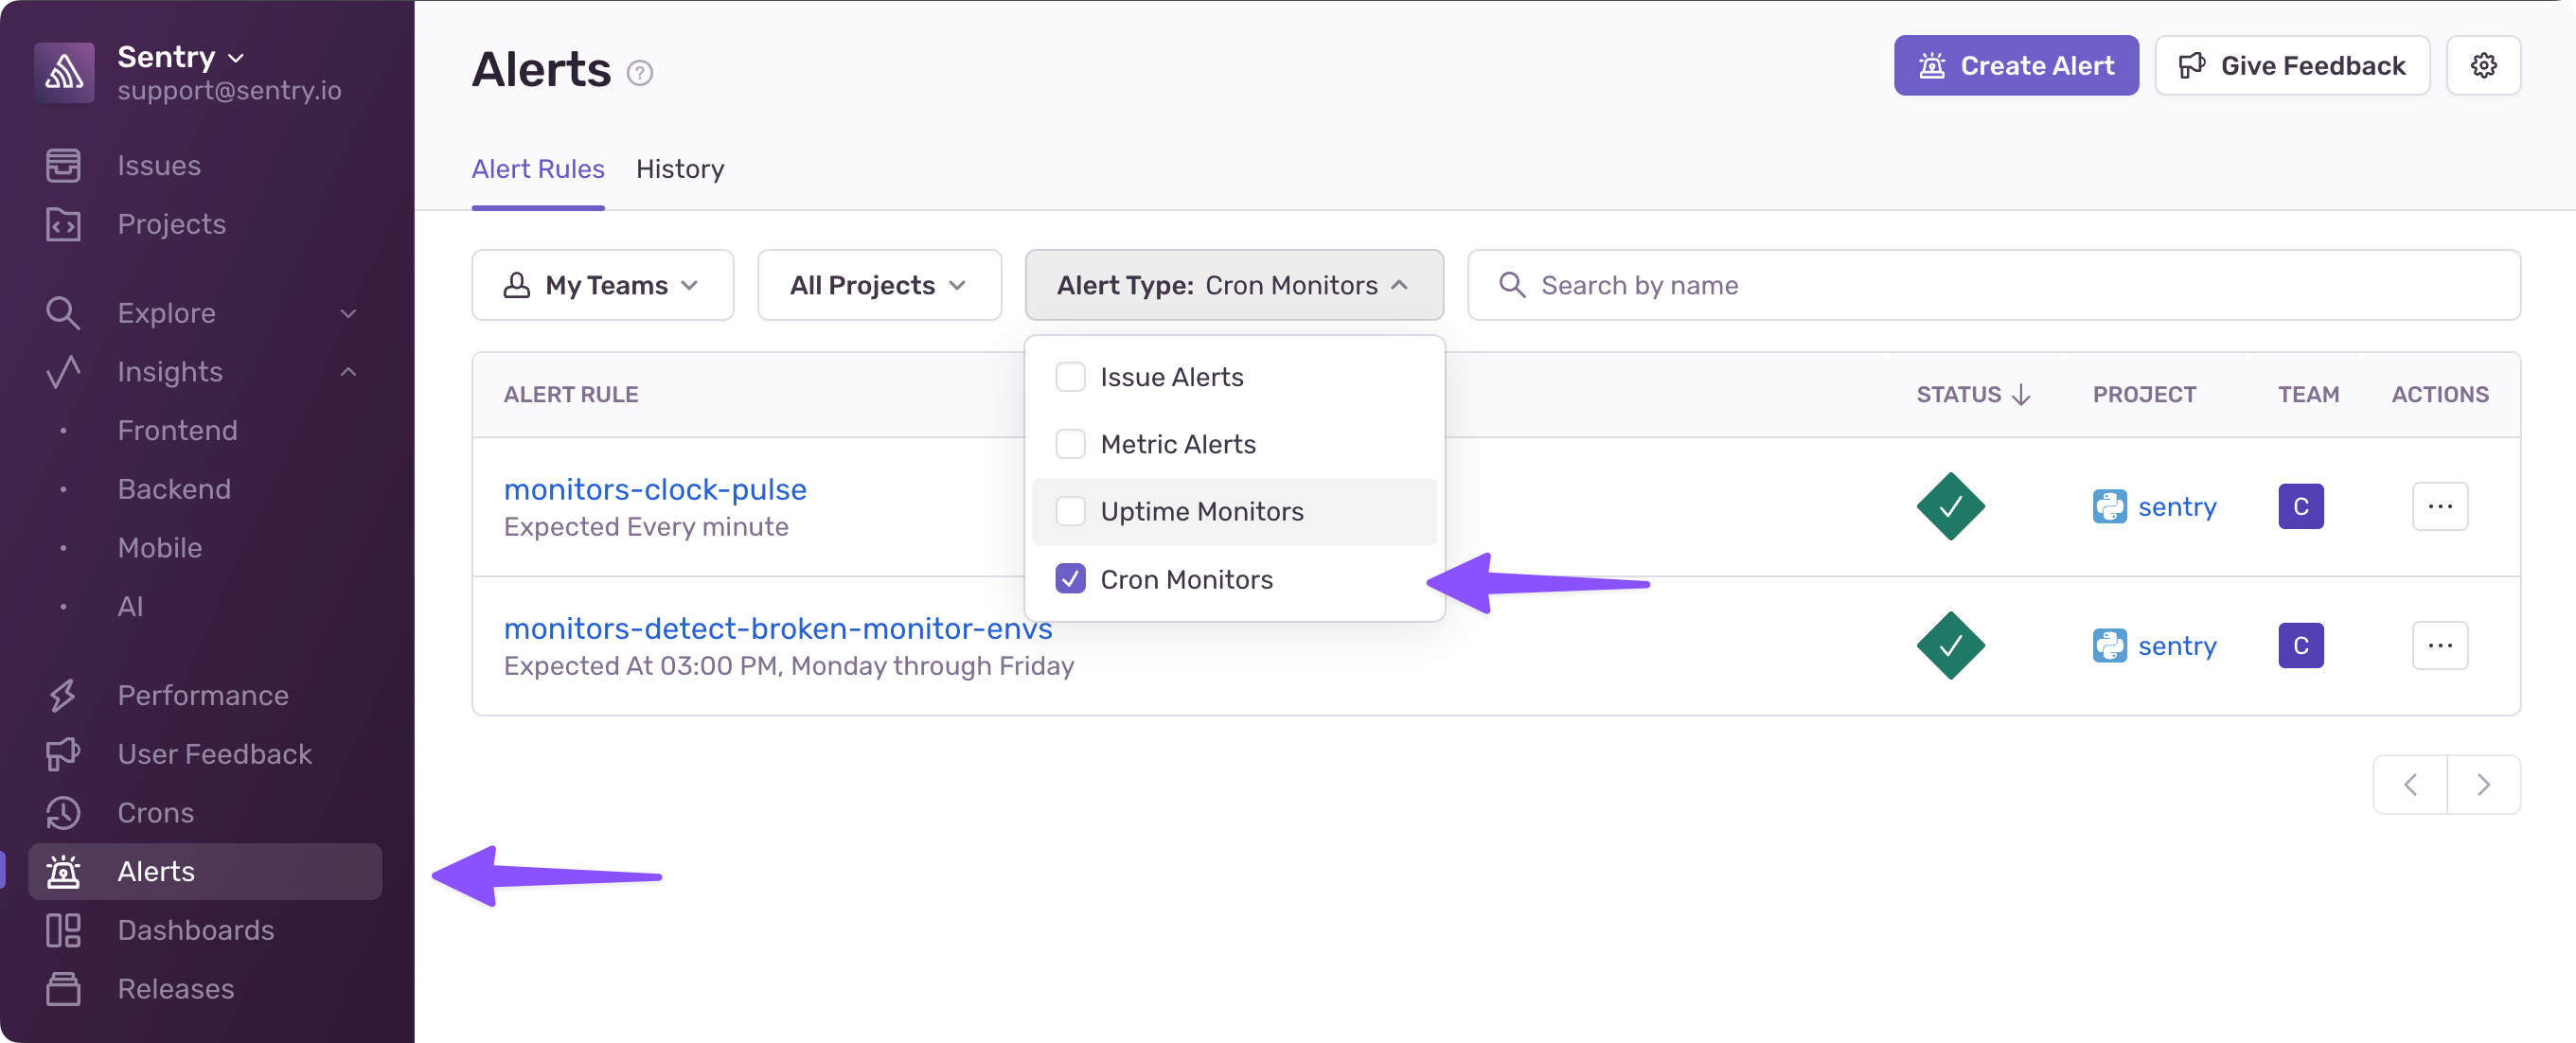 Sentry
support@sentry.io
Issues
Projects
Explore
Insights
Frontend
Backend
Mobile
AI
Performance
User Feedback
Crons
Alerts
Dashboards
Releases
Alerts ?
Create Alert
Give Feedback
Alert Rules
History
My Teams
All Projects
Alert Type: Cron Monitors
Search by name
Issue Alerts
Metric Alerts
Uptime Monitors
Cron Monitors
ALERT RULE
STATUS
PROJECT
TEAM
ACTIONS
monitors-clock-pulse
Expected Every minute
sentry
C
monitors-detect-broken-monitor-envs
Expected At 03:00 PM, Monday through Friday
sentry
C